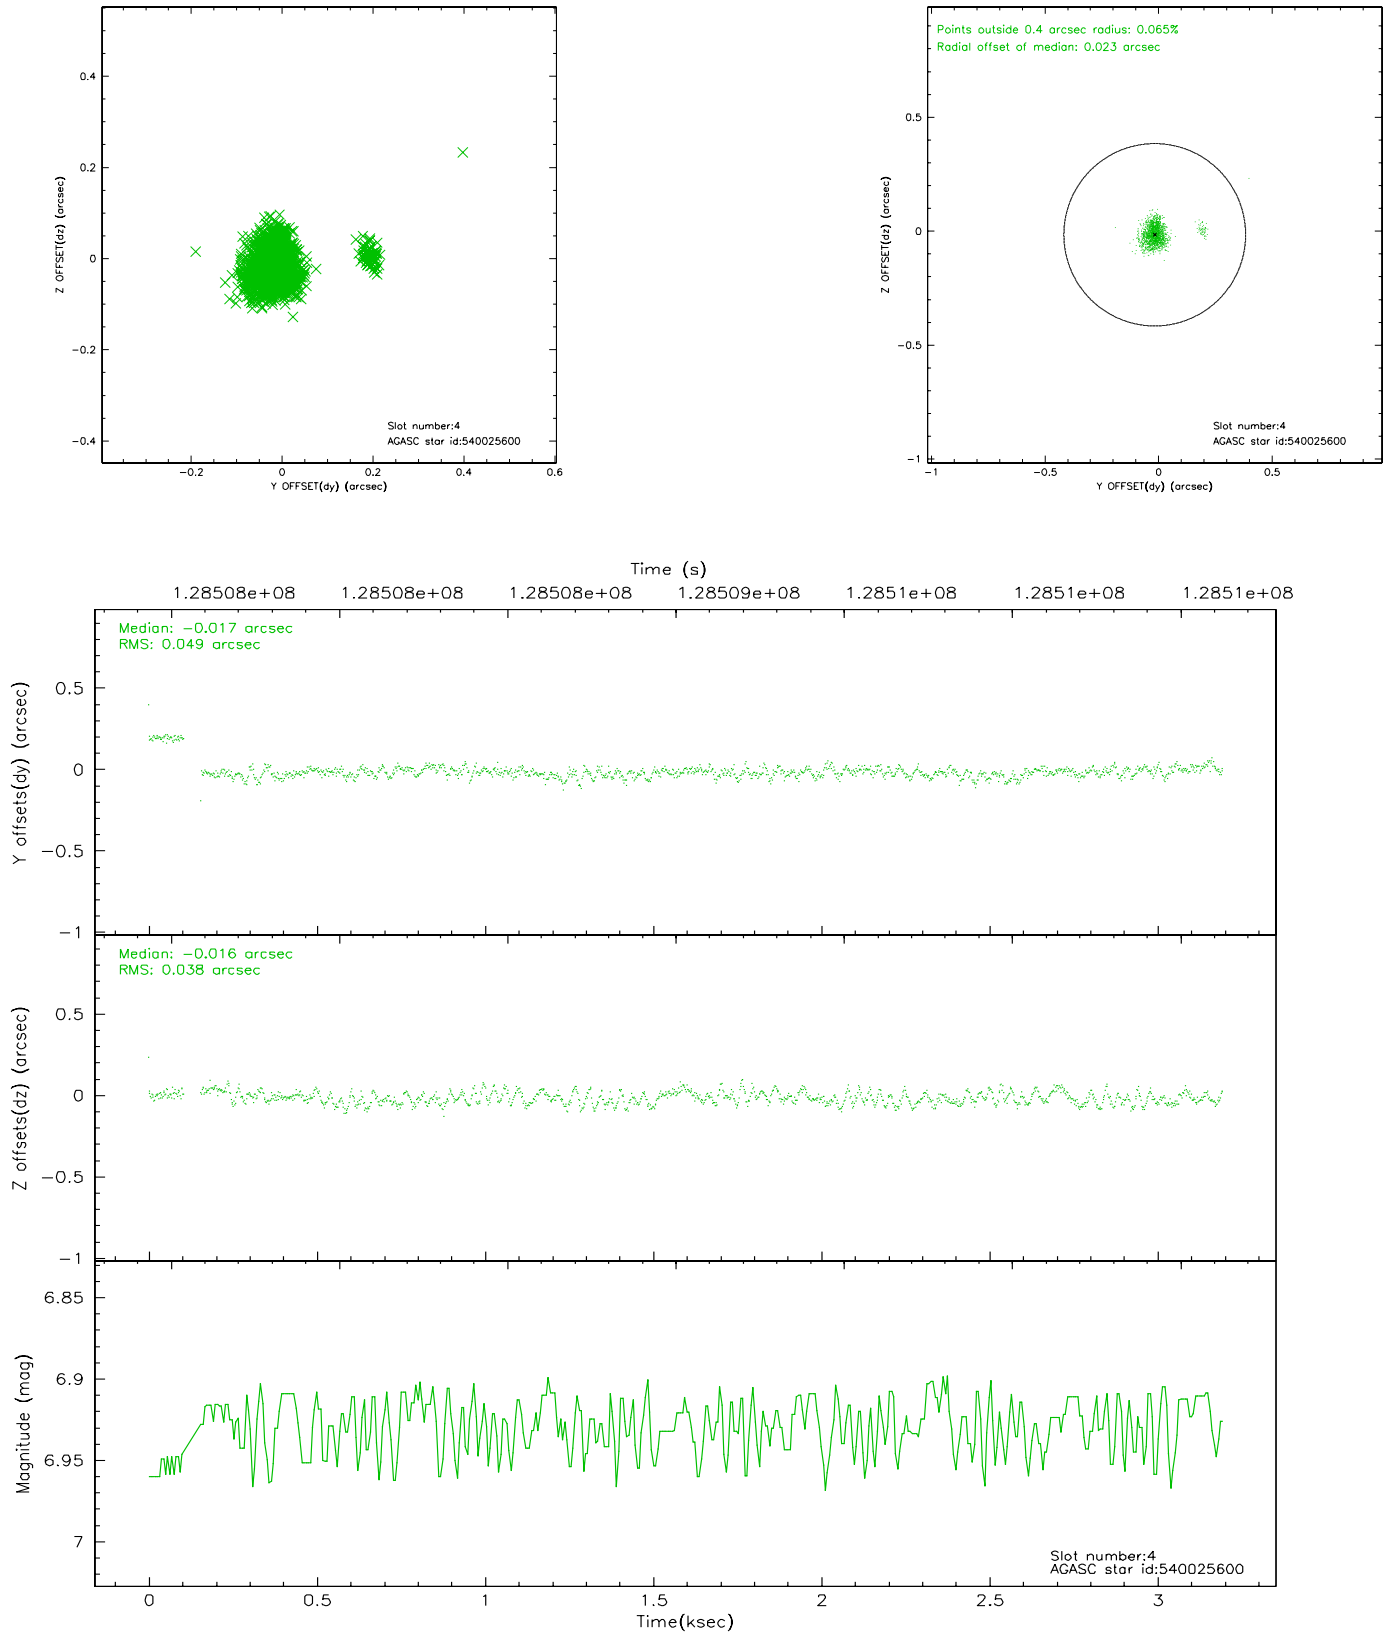 Points outside 0.4 arcsec radius: 0.065%
Radial offset of median: 0.023 arcsec
0.4
0.2
0
−0.2
−0.4
Z OFFSET(dz) (arcsec)
Slot number:4
AGASC star id:540025600
−0.2 0 0.2 0.4 0.6
Y OFFSET(dy) (arcsec)
0.5
0
−0.5
−1
Z OFFSET(dz) (arcsec)
Slot number:4
AGASC star id:540025600
−1 −0.5 0 0.5
Y OFFSET(dy) (arcsec)
Time (s)
1.28508e+08 1.28508e+08 1.28508e+08 1.28509e+08 1.2851e+08 1.2851e+08 1.2851e+08
Median: −0.017 arcsec
RMS: 0.049 arcsec
0.5
0
−0.5
−1
Y offsets(dy) (arcsec)
Median: −0.016 arcsec
RMS: 0.038 arcsec
0.5
0
−0.5
−1
Z offsets(dz) (arcsec)
6.85
6.9
6.95
7
Magnitude (mag)
Slot number:4
AGASC star id:540025600
0 0.5 1 1.5 2 2.5 3
Time(ksec)